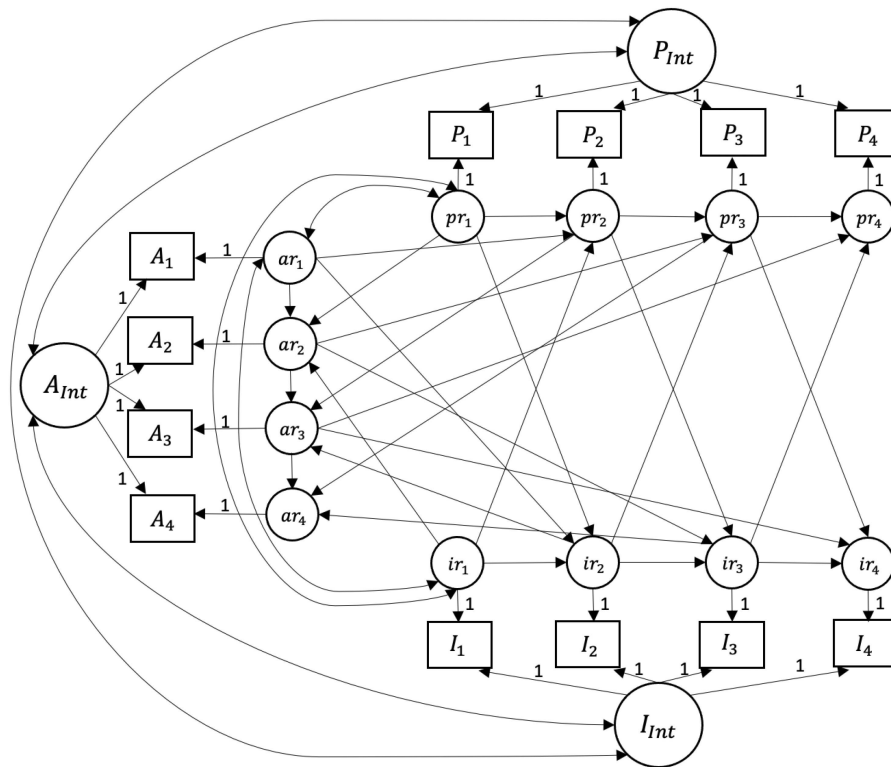 P_Int
1 1 1 1
P_1 P_2 P_3 P_4
1 1 1 1
pr_1 pr_2 pr_3 pr_4
A_1 1 ar_1
1
A_2 1 ar_2
1
A_Int
1
A_3 1 ar_3
1
A_4 1 ar_4
ir_1 ir_2 ir_3 ir_4
1 1 1 1
I_1 I_2 I_3 I_4
1 1 1 1
I_Int